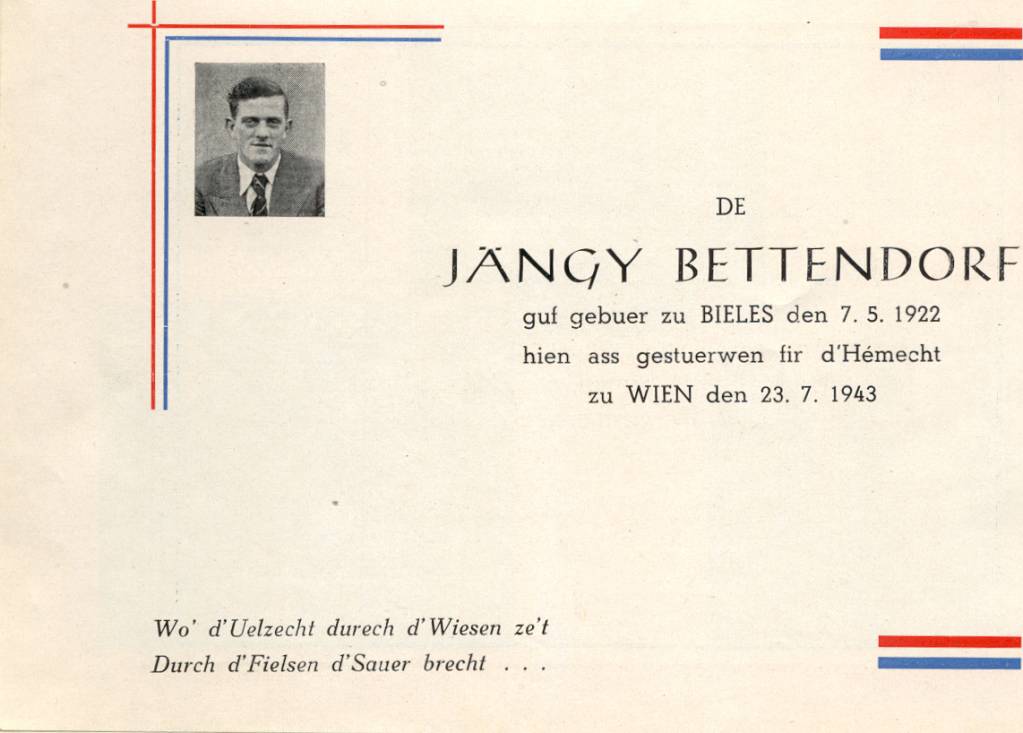 DE
JÄNGY BETTENDORF
guf gebuer zu BIELES den 7. 5. 1922
hien ass gestuerwen fir d'Hémecht
zu WIEN den 23. 7. 1943
Wo' d'Uelzecht durech d'Wiesen ze't
Durch d'Fielsen d'Sauer brecht . . .